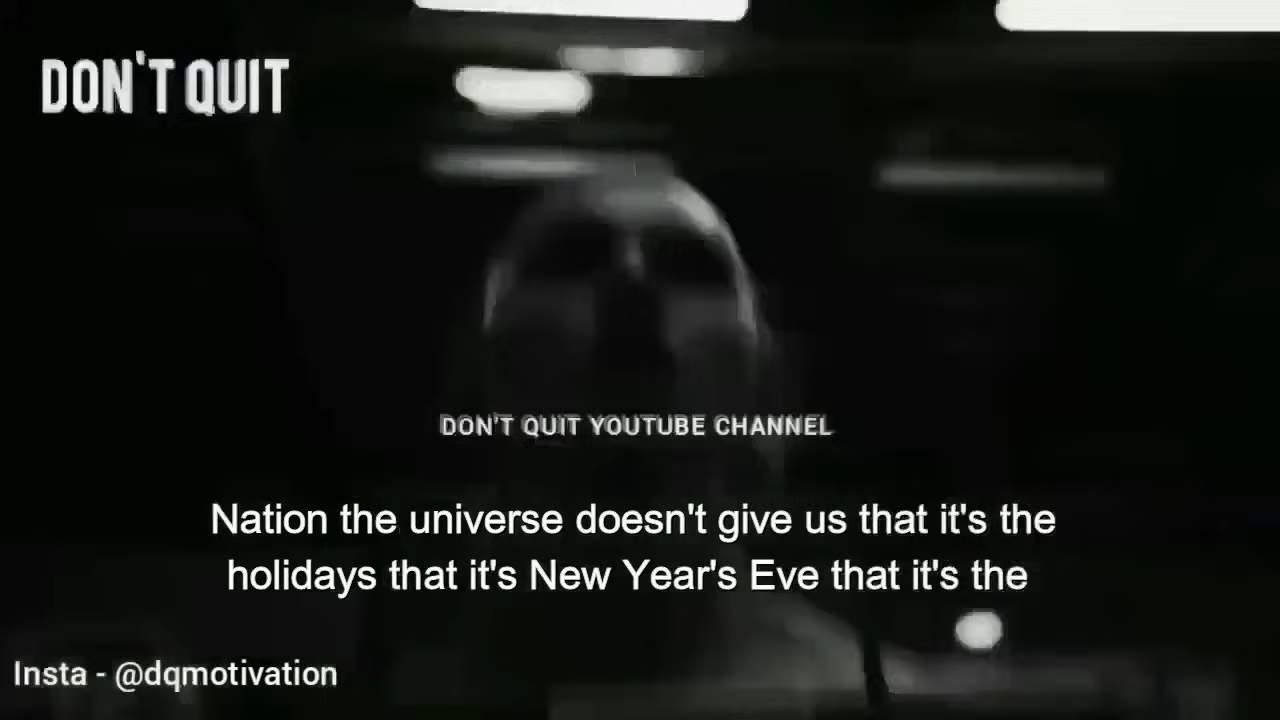 DON'T QUIT
DON'T QUIT YOUTUBE CHANNEL
Nation the universe doesn't give us that it's the
holidays that it's New Year's Eve that it's the
Insta - @dqmotivation